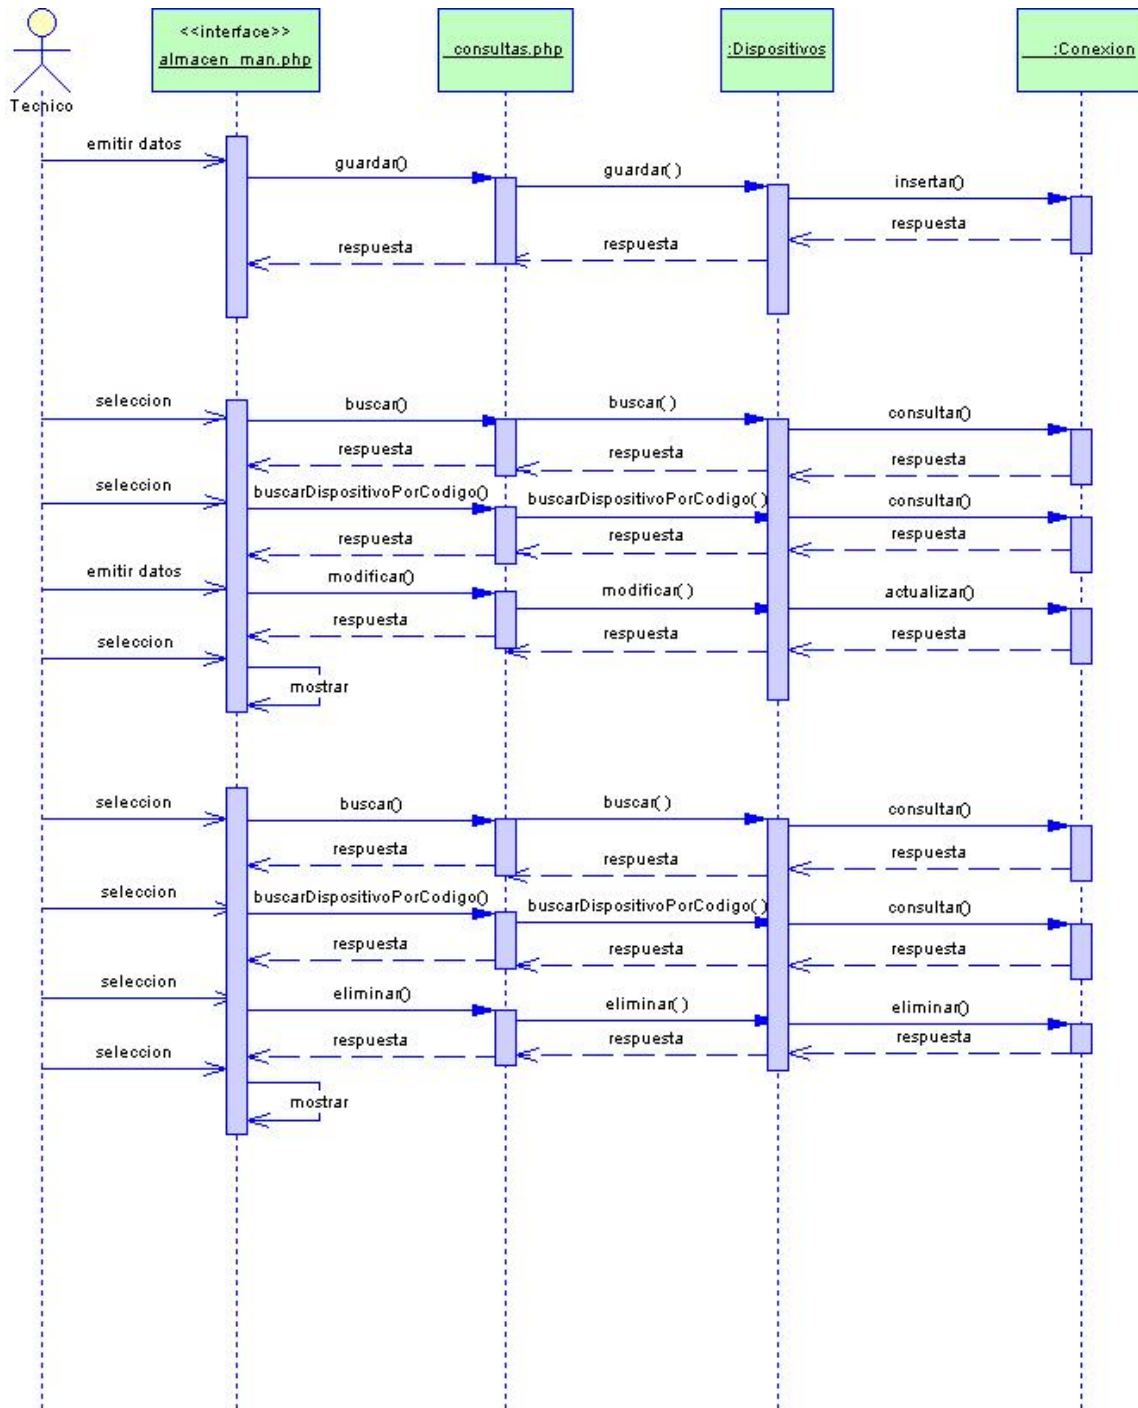 <<interface>>
almacen_man.php
consultas.php
:Dispositivos
:Conexion
Tecnico
emitir datos
guardar()
guardar( )
insertar()
respuesta
respuesta
respuesta
seleccion
buscar()
buscar( )
consultar()
respuesta
respuesta
respuesta
seleccion
buscarDispositivoPorCodigo()
buscarDispositivoPorCodigo( )
consultar()
respuesta
respuesta
respuesta
emitir datos
modificar()
modificar( )
actualizar()
respuesta
respuesta
respuesta
seleccion
mostrar
seleccion
buscar()
buscar( )
consultar()
respuesta
respuesta
respuesta
seleccion
buscarDispositivoPorCodigo()
buscarDispositivoPorCodigo( )
consultar()
respuesta
respuesta
respuesta
seleccion
eliminar()
eliminar( )
eliminar()
respuesta
respuesta
respuesta
seleccion
mostrar